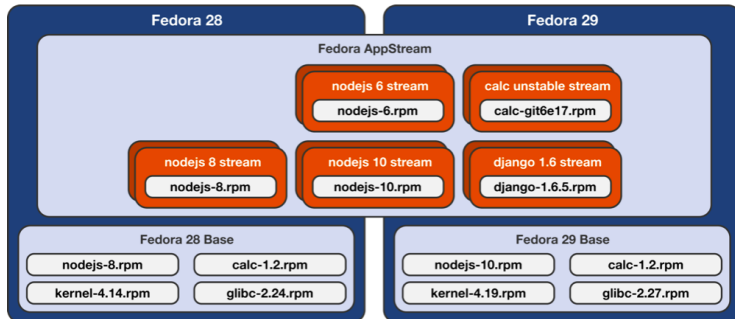 Fedora 28
Fedora 29
Fedora AppStream
nodejs 6 stream
nodejs-6.rpm
calc unstable stream
calc-git6e17.rpm
nodejs 8 stream
nodejs-8.rpm
nodejs 10 stream
nodejs-10.rpm
django 1.6 stream
django-1.6.5.rpm
Fedora 28 Base
nodejs-8.rpm
calc-1.2.rpm
kernel-4.14.rpm
glibc-2.24.rpm
Fedora 29 Base
nodejs-10.rpm
calc-1.2.rpm
kernel-4.19.rpm
glibc-2.27.rpm